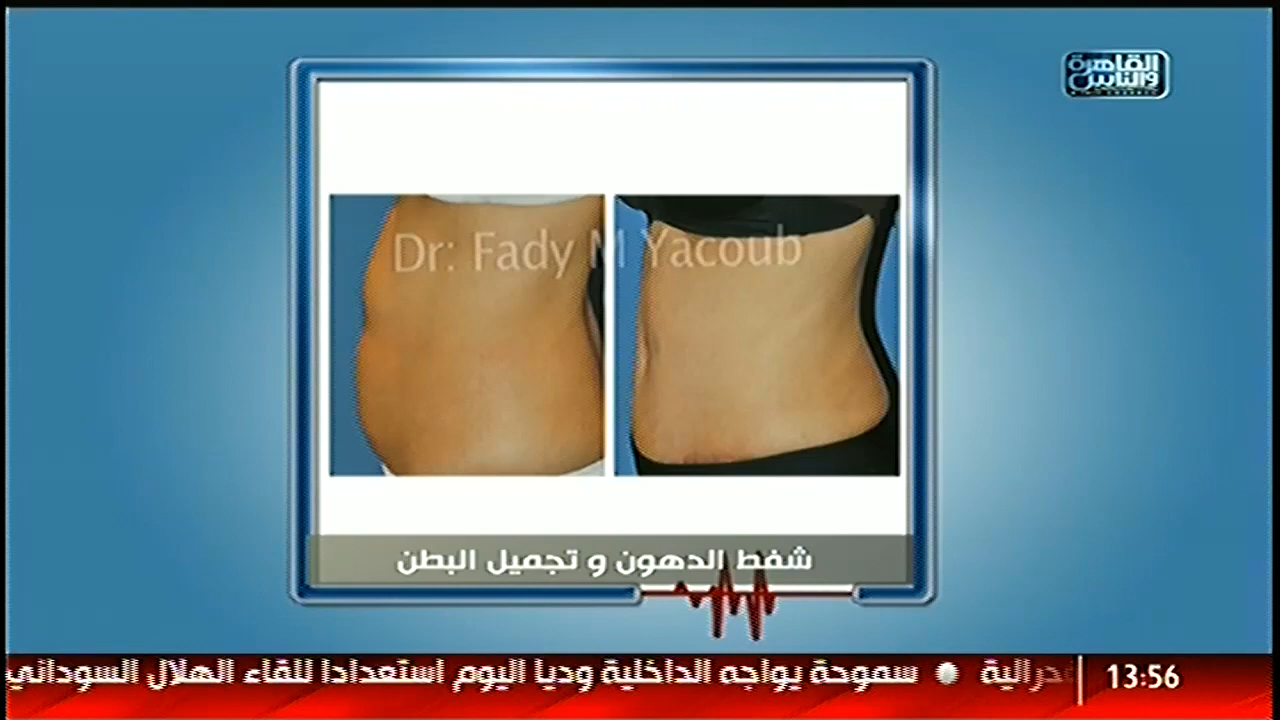 القاهرة
والناس
Dr: Fady M Yacoub
شفط الدهون و تجميل البطن
سموحة يواجه الداخلية وديا اليوم استعدادا للقاء الهلال السوداني
13:56